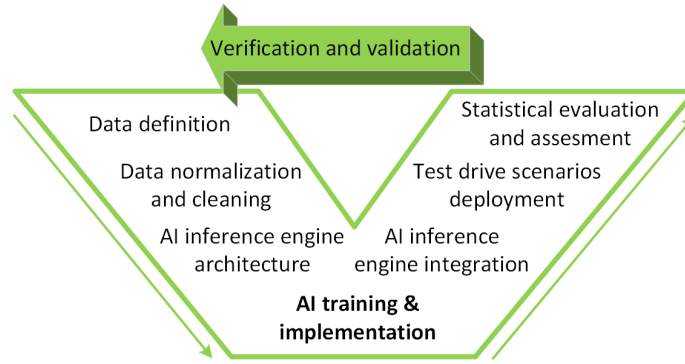 Verification and validation
Data definition
Data normalization
and cleaning
AI inference engine
architecture
AI training &
implementation
AI inference
engine integration
Test drive scenarios
deployment
Statistical evaluation
and assesment